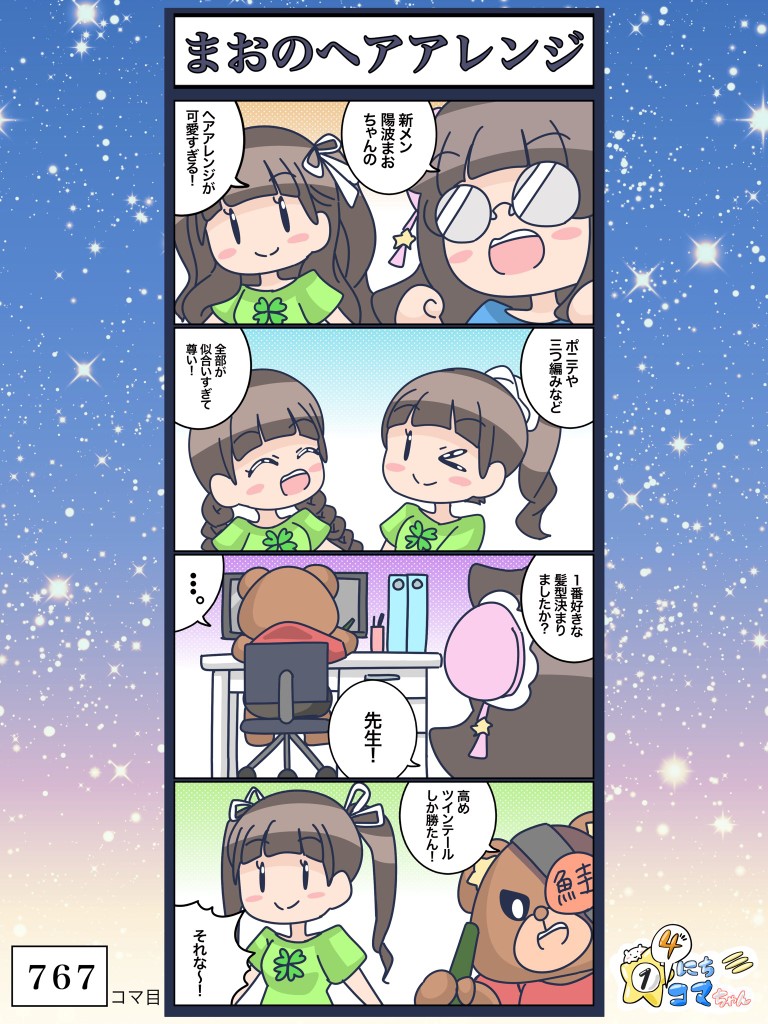 まおのヘアアレンジ
新メン
陽波まお
ちゃんの
ヘアアレンジが
可愛すぎる！
ポニテや
三つ編みなど
全部が
似合いすぎて
尊い！
1番好きな
髪型決まり
ましたか？
先生！
…。
高め
ツインテール
しか勝たん！
鮭
それな〜！
767
コマ目
1
にち
4
コマ
ちゃん